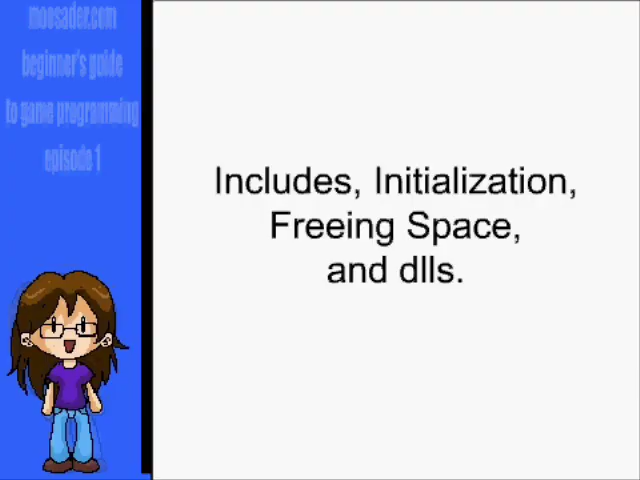 moosader.com
beginner's guide
to game programming
episode 1
Includes, Initialization,
Freeing Space,
and dlls.